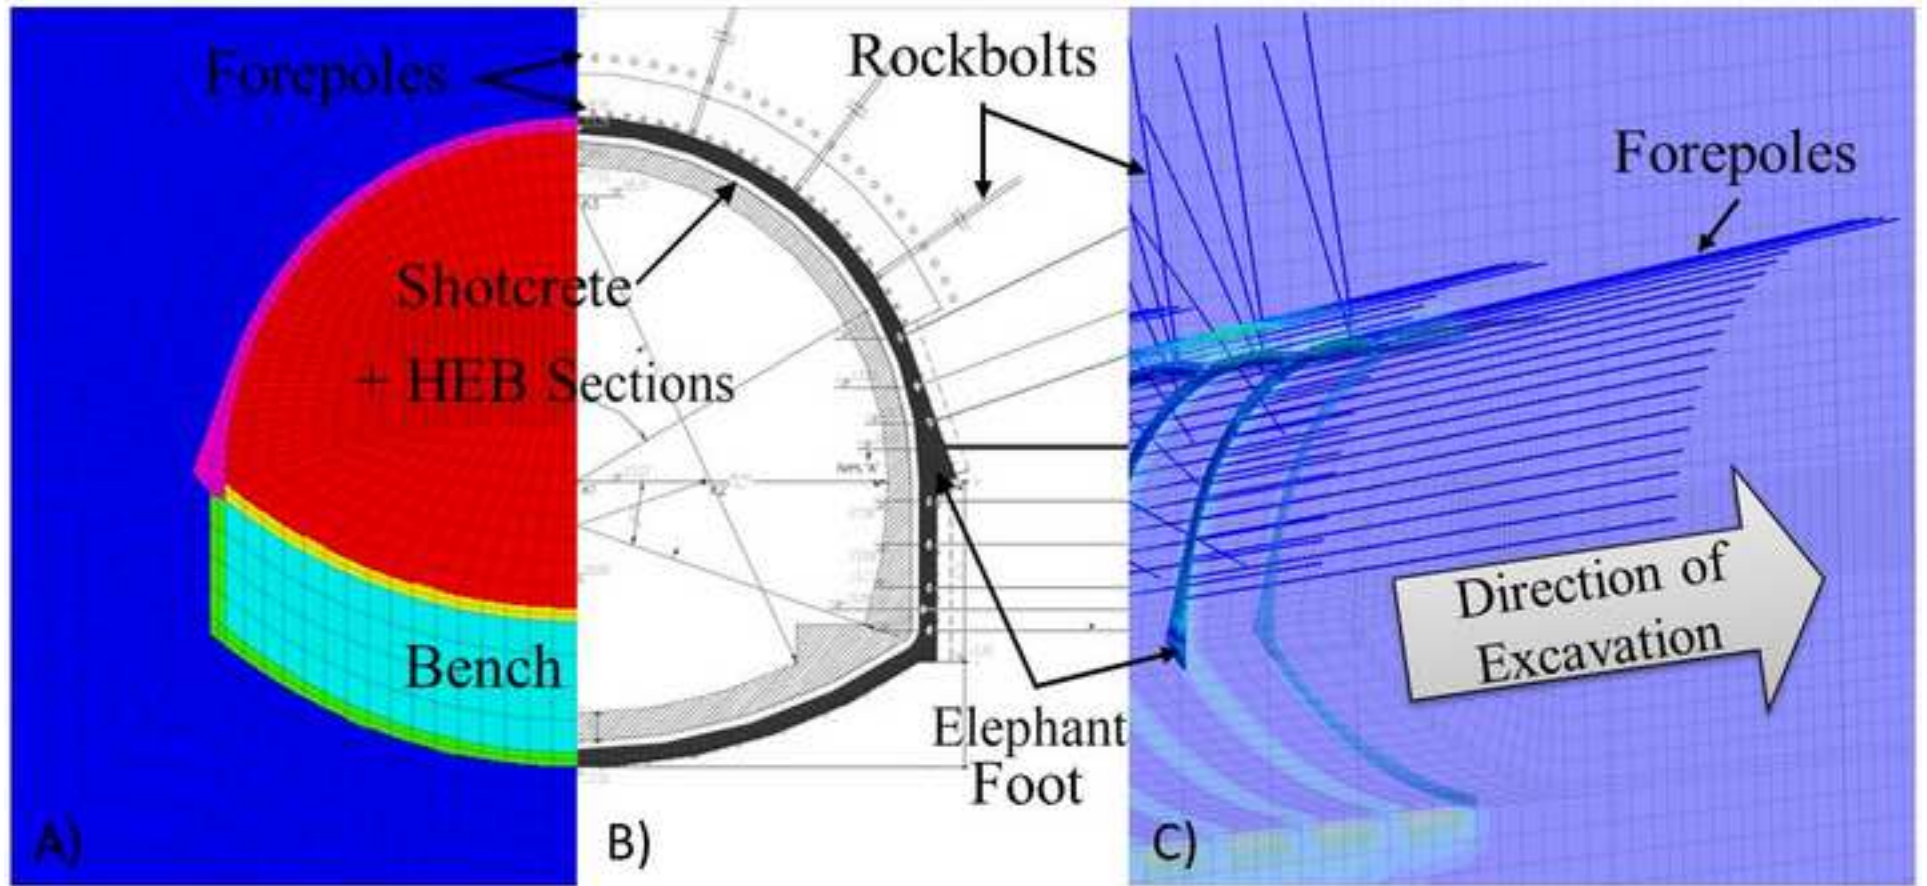 Forepoles
Rockbolts
Forepoles
Shotcrete
+ HEB Sections
Direction of
Excavation
Bench
Elephant
Foot
A)
B)
C)